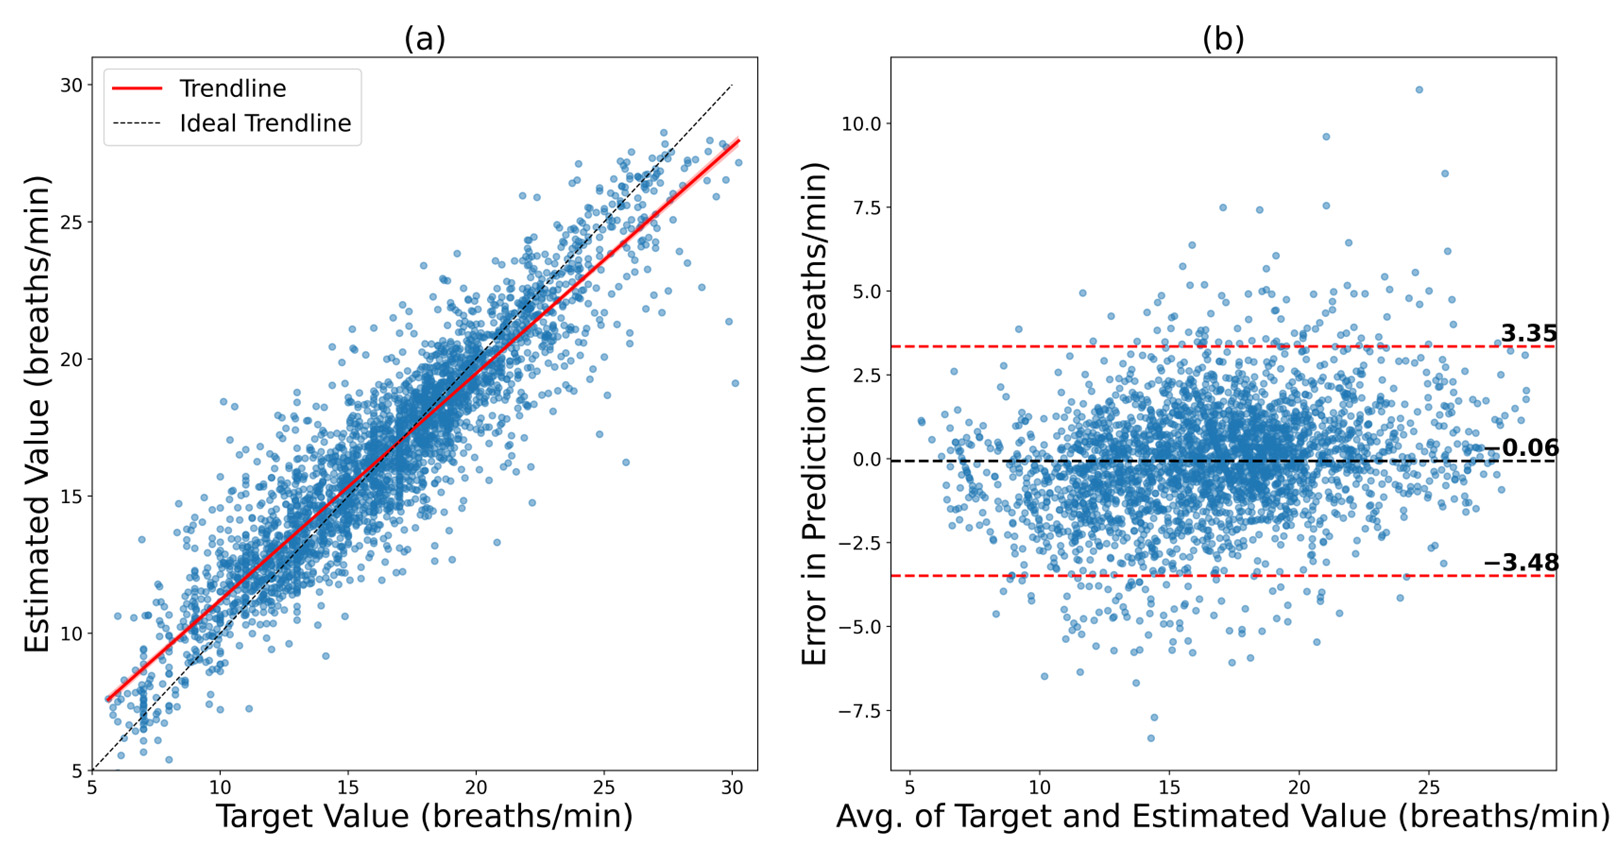 (a)
Trendline
Ideal Trendline
30
25
20
15
10
5
Estimated Value (breaths/min)
5 10 15 20 25 30
Target Value (breaths/min)
(b)
10.0
7.5
5.0
2.5
0.0
−2.5
−5.0
−7.5
Error in Prediction (breaths/min)
3.35
−0.06
−3.48
5 10 15 20 25
Avg. of Target and Estimated Value (breaths/min)